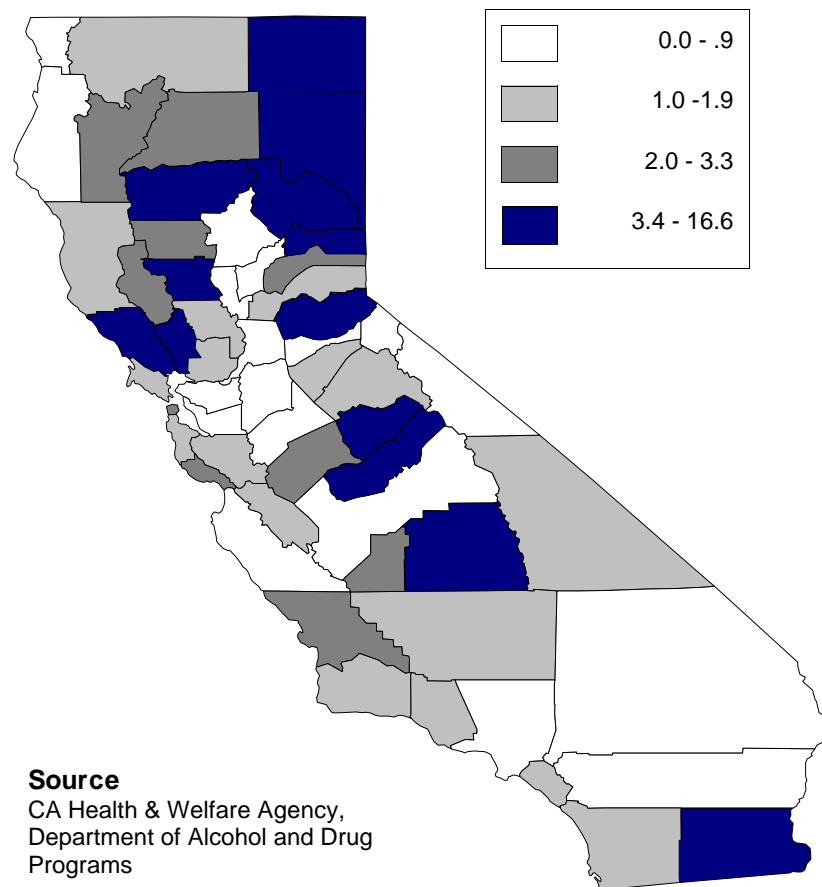 0.0 - .9
1.0 -1.9
2.0 - 3.3
3.4 - 16.6
Source
CA Health & Welfare Agency,
Department of Alcohol and Drug
Programs